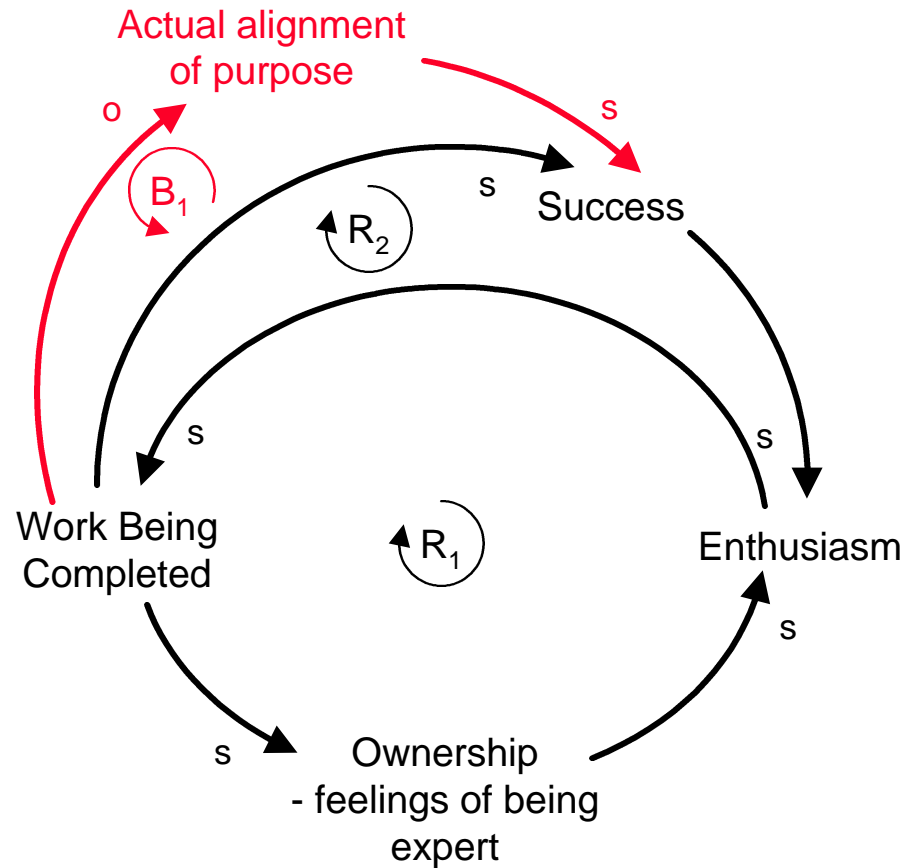 Actual alignment
of purpose
o
s
B1
s
Success
R2
s
s
R1
Work Being
Completed
Enthusiasm
s
s
Ownership
- feelings of being
expert